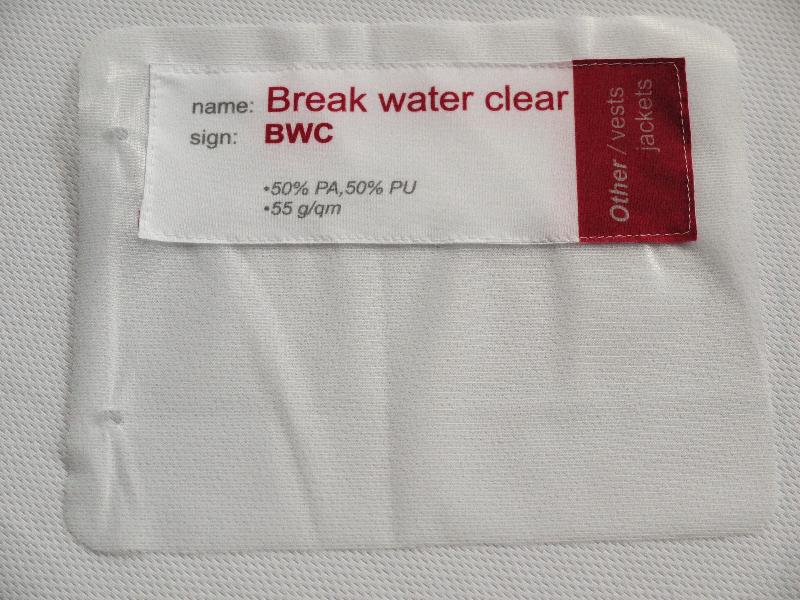 name: Break water clear
sign: BWC
•50% PA,50% PU
•55 g/qm
Other / vests
jackets